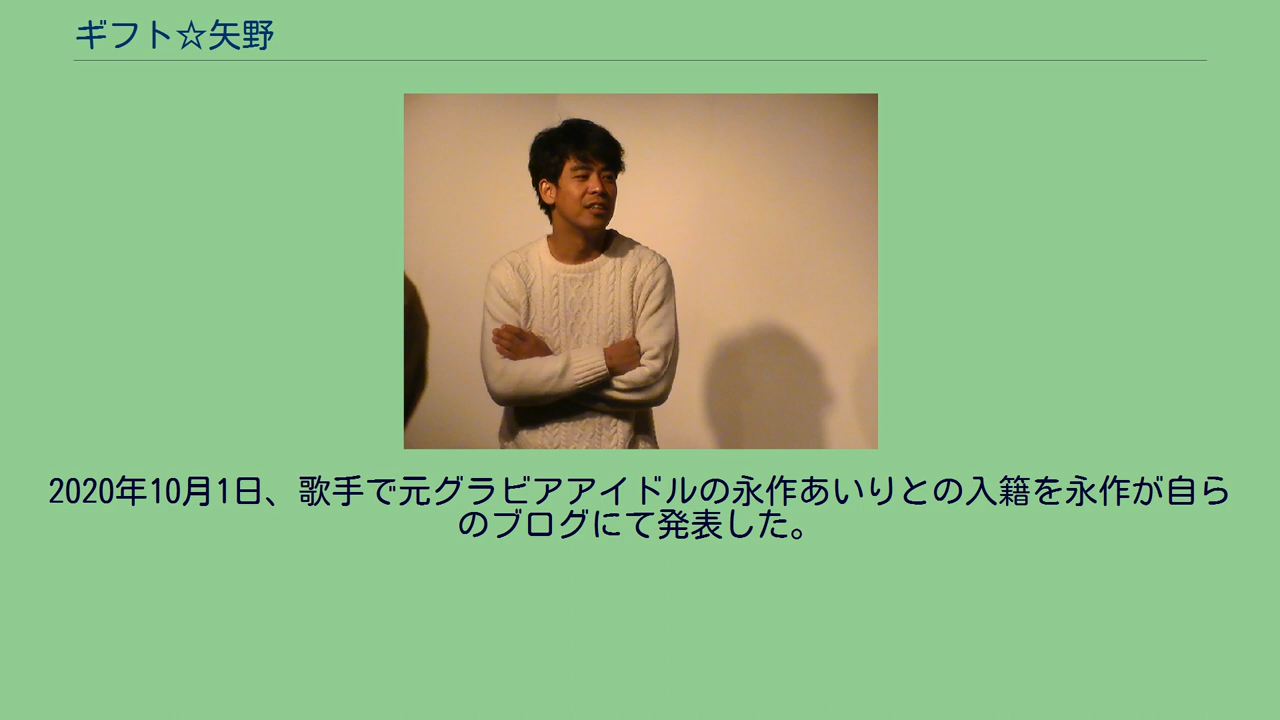 ギフト☆矢野
2020年10月1日、歌手で元グラビアアイドルの永作あいりとの入籍を永作が自ら
のブログにて発表した。